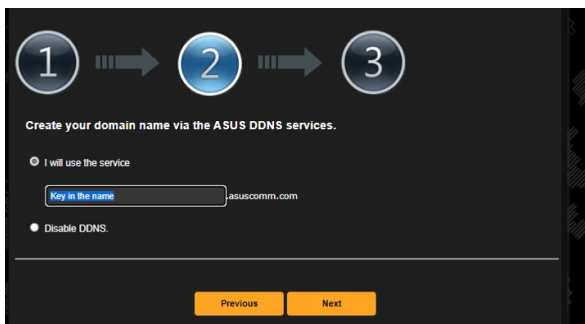 1 2 3
Create your domain name via the ASUS DDNS services.
I will use the service
Key in the name .asuscomm.com
Disable DDNS.
Previous Next